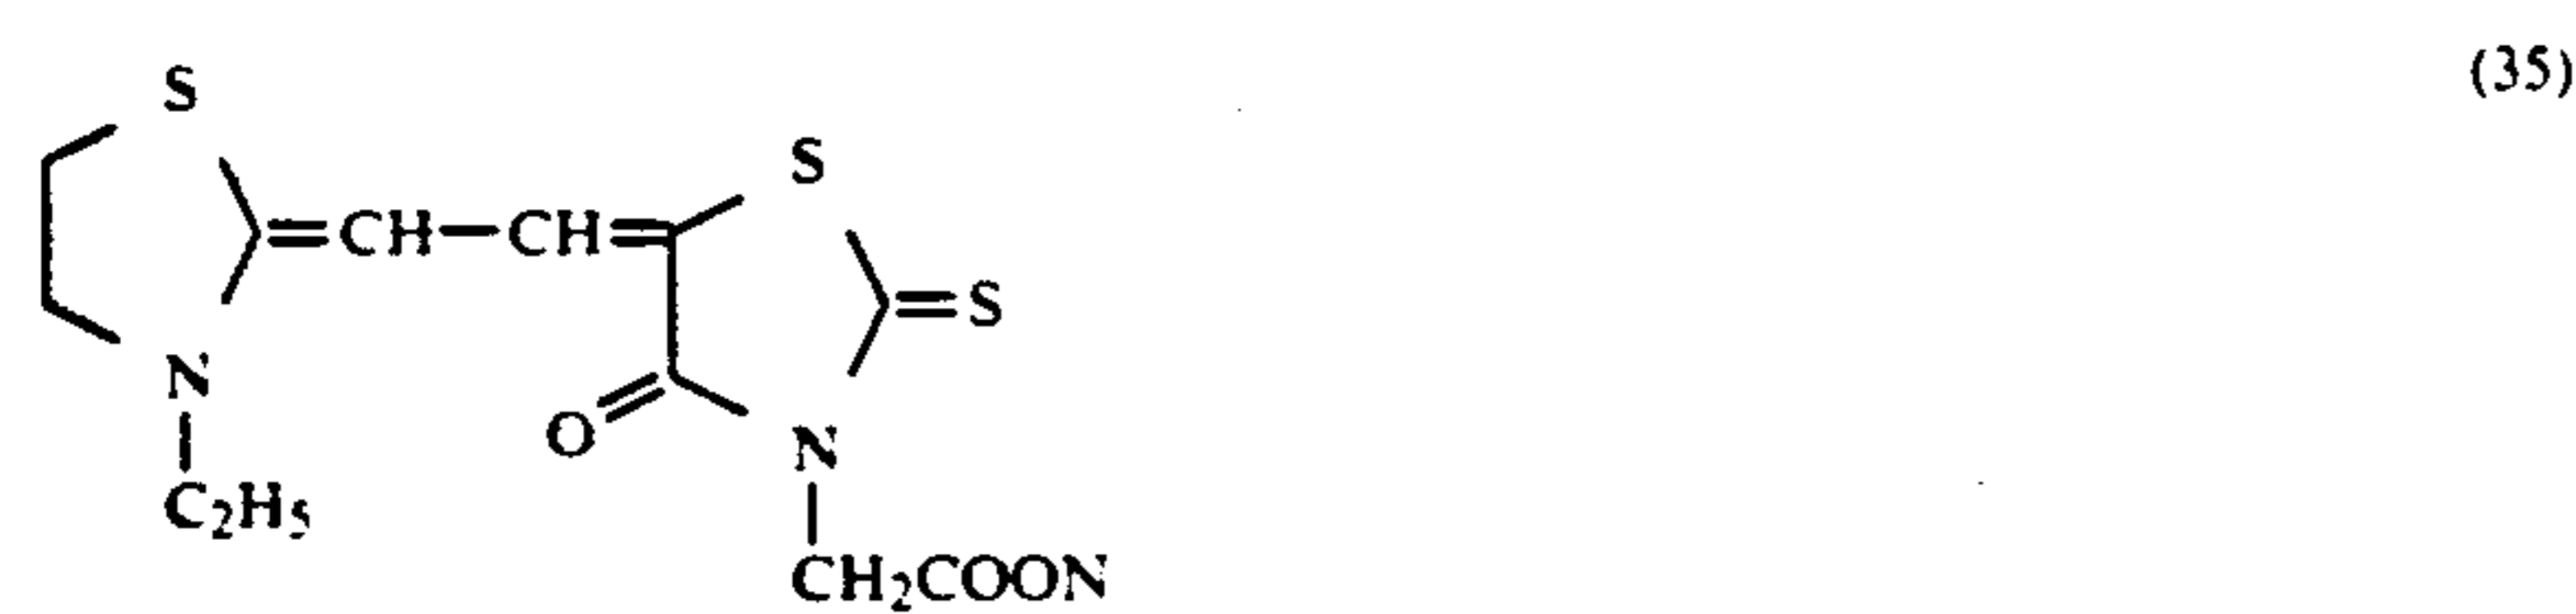 (35)
S
S
=CH—CH=
=S
N
O
N
C₂H₅
CH₂COON